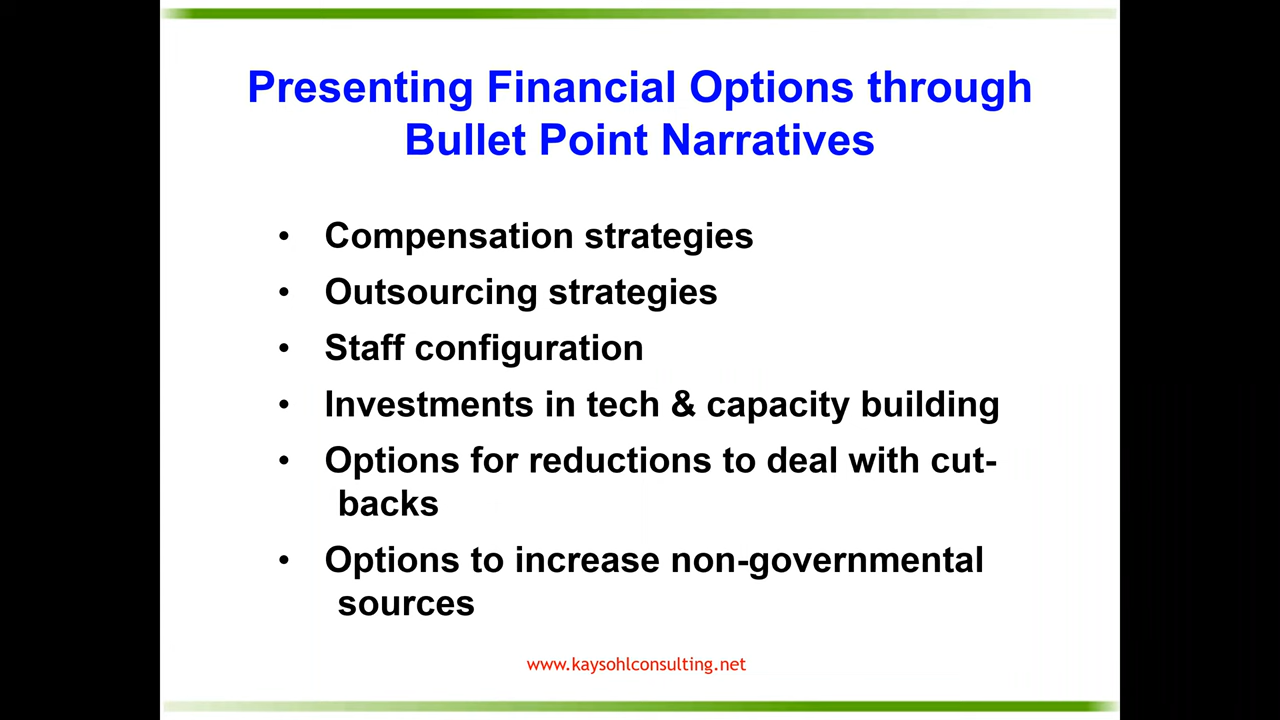 Presenting Financial Options through
Bullet Point Narratives
• Compensation strategies
• Outsourcing strategies
• Staff configuration
• Investments in tech & capacity building
• Options for reductions to deal with cut-
backs
• Options to increase non-governmental
sources
www.kaysohlconsulting.net